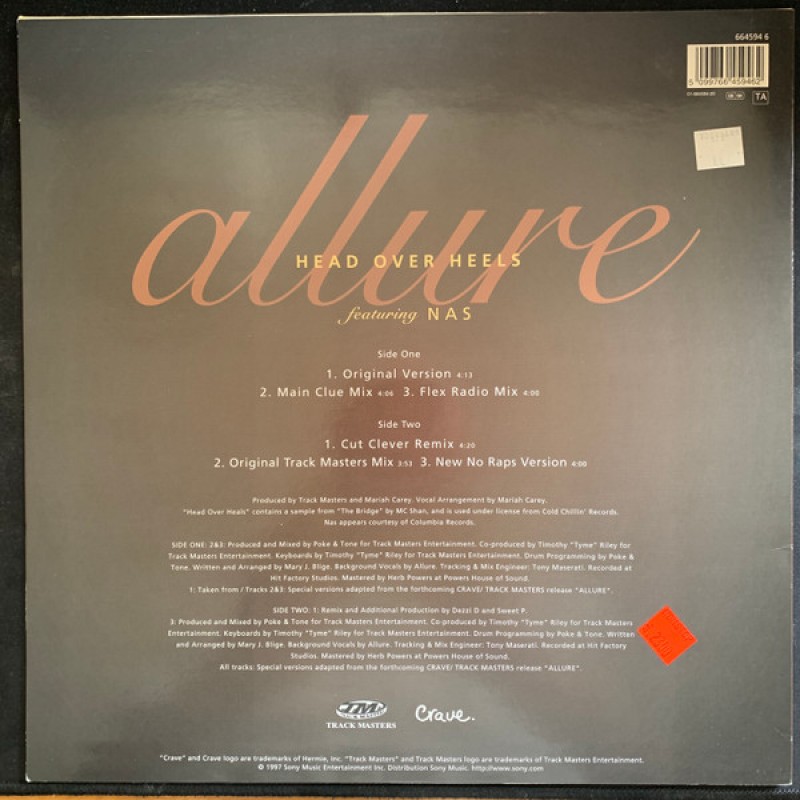 664594 6
5 099766 459462
TA
allure
HEAD OVER HEELS
featuring NAS
Side One
1. Original Version 4:13
2. Main Clue Mix 4:06 3. Flex Radio Mix 4:00
Side Two
1. Cut Clever Remix 4:20
2. Original Track Masters Mix 3:53 3. New No Raps Version 4:00
Produced by Track Masters and Mariah Carey. Vocal Arrangement by Mariah Carey.
"Head Over Heals" contains a sample from "The Bridge" by MC Shan, and is used under license from Cold Chillin' Records.
Nas appears courtesy of Columbia Records.
SIDE ONE: 2&3: Produced and Mixed by Poke & Tone for Track Masters Entertainment. Co-produced by Timothy "Tyme" Riley for
Track Masters Entertainment. Keyboards by Timothy "Tyme" Riley for Track Masters Entertainment. Drum Programming by Poke &
Tone. Written and Arranged by Mary J. Blige. Background Vocals by Allure. Tracking & Mix Engineer: Tony Maserati. Recorded at
Hit Factory Studios. Mastered by Herb Powers at Powers House of Sound.
1: Taken from / Tracks 2&3: Special versions adapted from the forthcoming CRAVE/ TRACK MASTERS release "ALLURE".
SIDE TWO: 1: Remix and Additional Production by Dezzi D and Sweet P.
3: Produced and Mixed by Poke & Tone for Track Masters Entertainment. Co-produced by Timothy "Tyme" Riley for Track Masters
Entertainment. Keyboards by Timothy "Tyme" Riley for Track Masters Entertainment. Drum Programming by Poke & Tone. Written
and Arranged by Mary J. Blige. Background Vocals by Allure. Tracking & Mix Engineer: Tony Maserati. Recorded at Hit Factory
Studios. Mastered by Herb Powers at Powers House of Sound.
All tracks: Special versions adapted from the forthcoming CRAVE/ TRACK MASTERS release "ALLURE".
TM
TRACK MASTERS
Crave.
"Crave" and Crave logo are trademarks of Hermie, Inc. "Track Masters" and Track Masters logo are trademarks of Track Masters Entertainment.
© 1997 Sony Music Entertainment Inc. Distribution Sony Music. http://www.sony.com